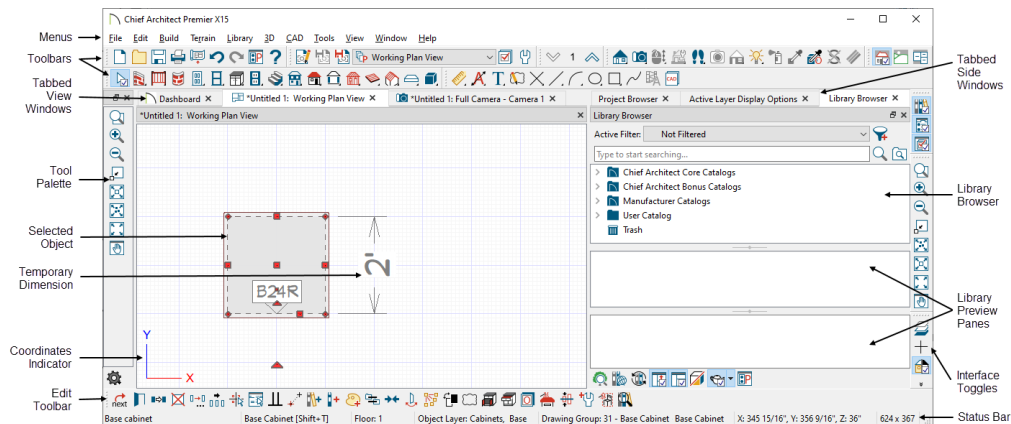 Chief Architect Premier X15
Menus
File Edit Build Terrain Library 3D CAD Tools View Window Help
Toolbars
Working Plan View
1
Tabbed
View
Windows
Tabbed
Side
Windows
Dashboard
*Untitled 1: Working Plan View
*Untitled 1: Full Camera - Camera 1
Project Browser
Active Layer Display Options
Library Browser
*Untitled 1: Working Plan View
Library Browser
Active Filter: Not Filtered
Type to start searching...
Chief Architect Core Catalogs
Chief Architect Bonus Catalogs
Manufacturer Catalogs
User Catalog
Trash
Tool
Palette
Library
Browser
Selected
Object
Temporary
Dimension
2'
B24R
Library
Preview
Panes
Y
X
Coordinates
Indicator
Interface
Toggles
Edit
Toolbar
next
CAD
Base cabinet
Base Cabinet [Shift+T]
Floor: 1
Object Layer: Cabinets, Base
Drawing Group: 31 - Base Cabinet Base Cabinet
X: 345 15/16", Y: 356 9/16", Z: 36"
624 x 367
Status Bar